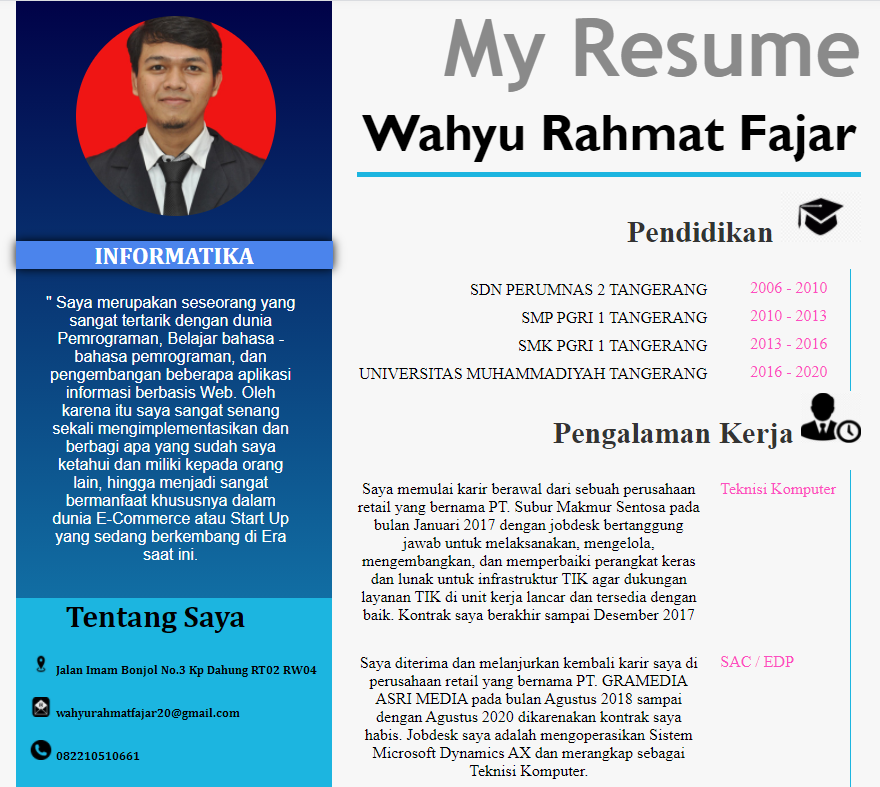 My Resume
Wahyu Rahmat Fajar
INFORMATIKA
" Saya merupakan seseorang yang
sangat tertarik dengan dunia
Pemrograman, Belajar bahasa -
bahasa pemrograman, dan
pengembangan beberapa aplikasi
informasi berbasis Web. Oleh
karena itu saya sangat senang
sekali mengimplementasikan dan
berbagi apa yang sudah saya
ketahui dan miliki kepada orang
lain, hingga menjadi sangat
bermanfaat khususnya dalam
dunia E-Commerce atau Start Up
yang sedang berkembang di Era
saat ini.
Tentang Saya
Jalan Imam Bonjol No.3 Kp Dahung RT02 RW04
wahyurahmatfajar20@gmail.com
082210510661
Pendidikan
SDN PERUMNAS 2 TANGERANG 2006 - 2010
SMP PGRI 1 TANGERANG 2010 - 2013
SMK PGRI 1 TANGERANG 2013 - 2016
UNIVERSITAS MUHAMMADIYAH TANGERANG 2016 - 2020
Pengalaman Kerja
Saya memulai karir berawal dari sebuah perusahaan Teknisi Komputer
retail yang bernama PT. Subur Makmur Sentosa pada
bulan Januari 2017 dengan jobdesk bertanggung
jawab untuk melaksanakan, mengelola,
mengembangkan, dan memperbaiki perangkat keras
dan lunak untuk infrastruktur TIK agar dukungan
layanan TIK di unit kerja lancar dan tersedia dengan
baik. Kontrak saya berakhir sampai Desember 2017
Saya diterima dan melanjurkan kembali karir saya di SAC / EDP
perusahaan retail yang bernama PT. GRAMEDIA
ASRI MEDIA pada bulan Agustus 2018 sampai
dengan Agustus 2020 dikarenakan kontrak saya
habis. Jobdesk saya adalah mengoperasikan Sistem
Microsoft Dynamics AX dan merangkap sebagai
Teknisi Komputer.